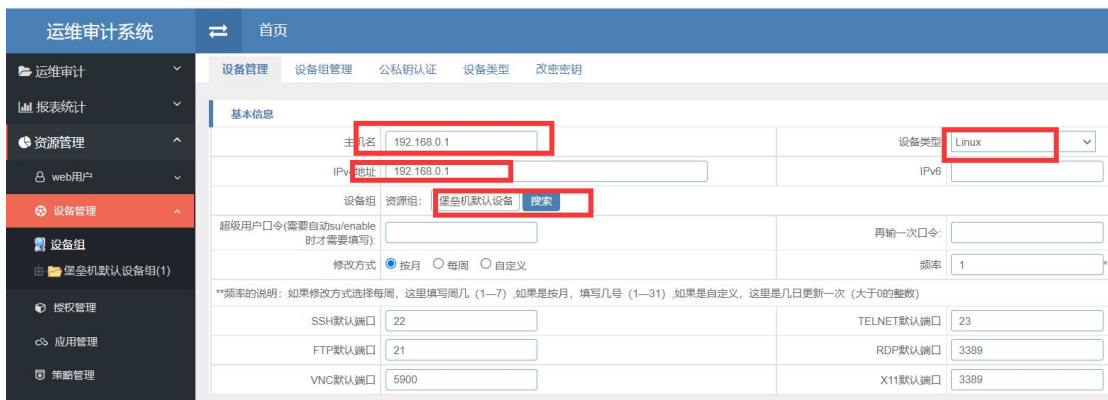 运维审计系统
首页
运维审计
设备管理 设备组管理 公私钥认证 设备类型 改密密钥
报表统计
基本信息
资源管理
主机名 192.168.0.1 设备类型 Linux
web用户
IPv 地址 192.168.0.1 IPv6
设备管理
设备组 资源组: 堡垒机默认设备 搜索
设备组
超级用户口令(需要自动su/enable
时才需要填写):
再输一次口令:
堡垒机默认设备组(1)
修改方式 按月 每周 自定义 频率 1 *
**频率的说明：如果修改方式选择每周，这里填写周几（1—7）,如果是按月，填写几号（1—31）,如果是自定义，这里是几日更新一次（大于0的整数）
授权管理
SSH默认端口 22 TELNET默认端口 23
应用管理
FTP默认端口 21 RDP默认端口 3389
策略管理
VNC默认端口 5900 X11默认端口 3389